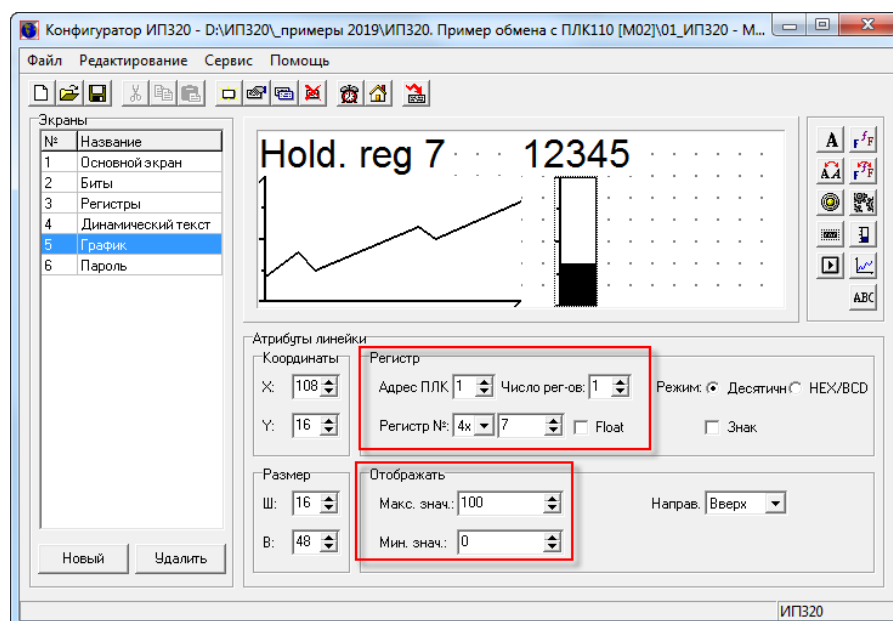 Конфигуратор ИП320 - D:\ИП320\_примеры 2019\ИП320. Пример обмена с ПЛК110 [М02]\01_ИП320 - М...
Файл Редактирование Сервис Помощь
Экраны
№ Название
1 Основной экран
2 Биты
3 Регистры
4 Динамический текст
5 График
6 Пароль
Новый Удалить
Hold. reg 7 12345
A F f F
A A F F
ABC
Атрибуты линейки
Координаты
X: 108
Y: 16
Регистр
Адрес ПЛК 1 Число рег-ов: 1
Регистр №: 4x 7 Float
Режим: Десятичн HEX/BCD
Знак
Размер
Ш: 16
В: 48
Отображать
Макс. знач.: 100
Мин. знач.: 0
Направ. Вверх
ИП320